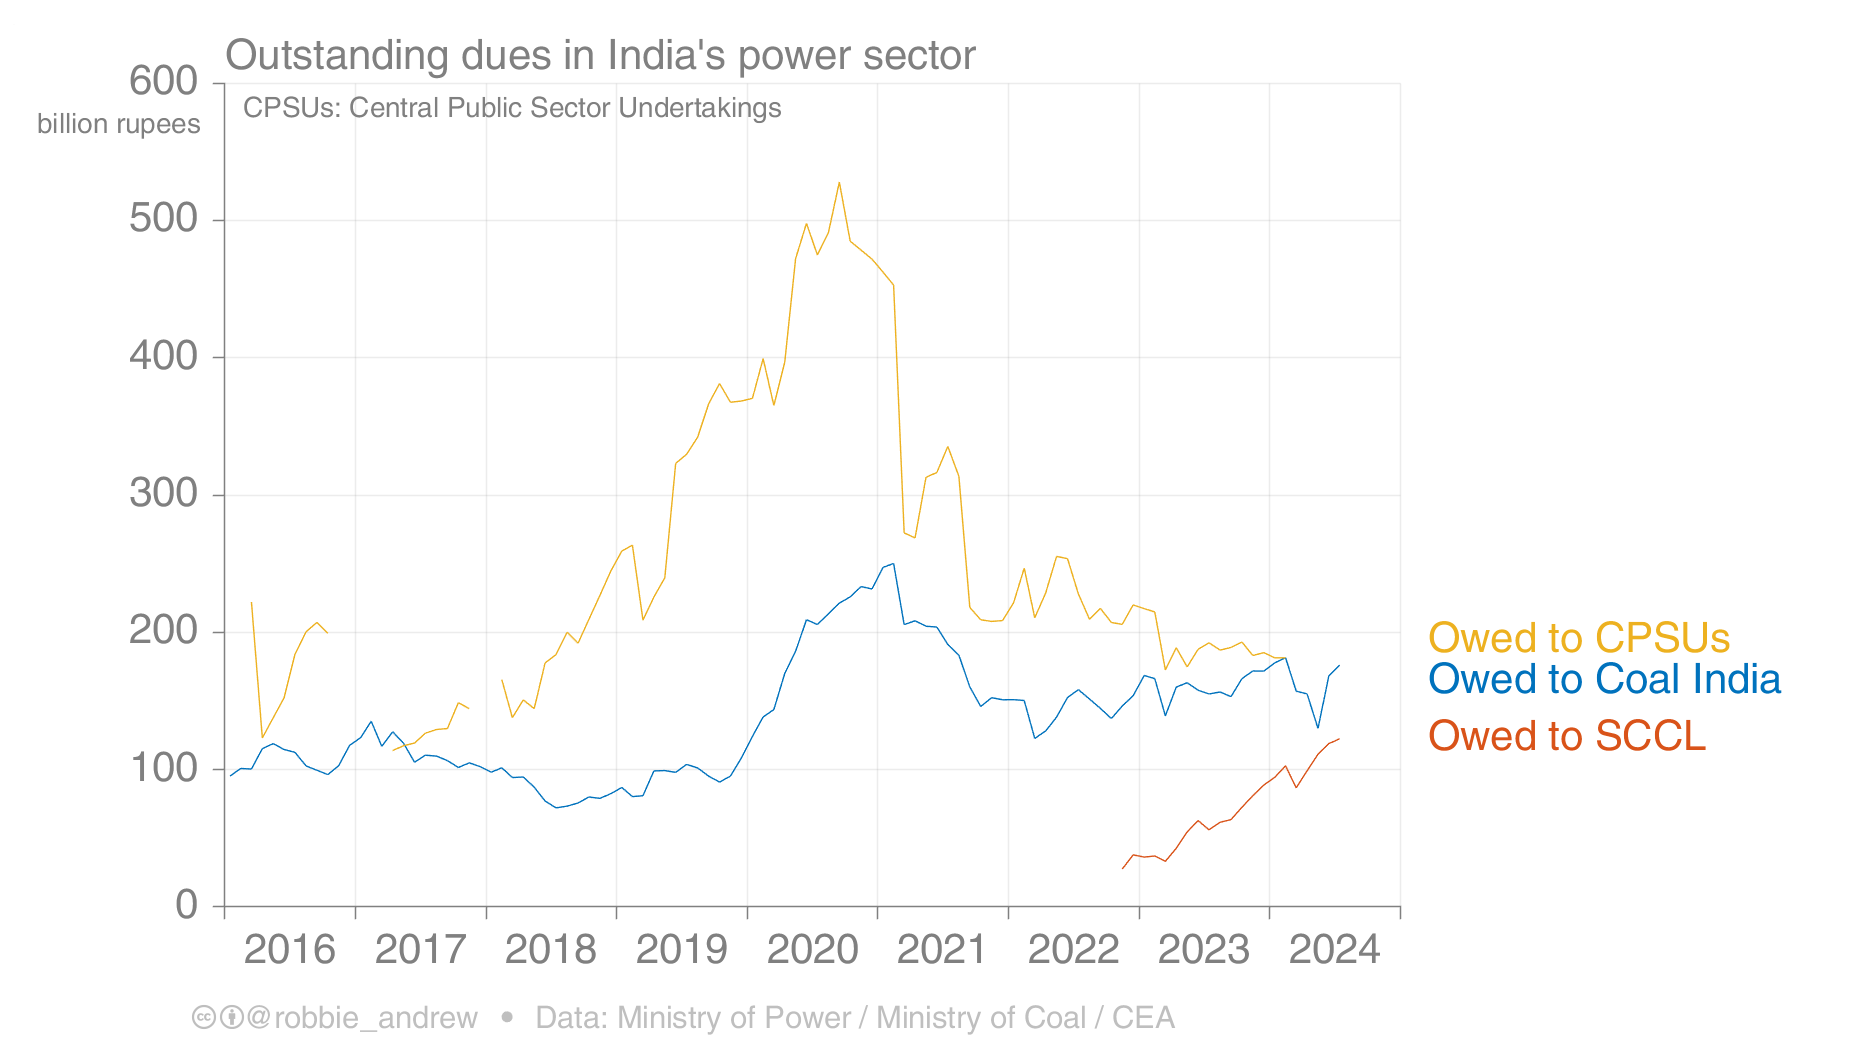 Outstanding dues in India's power sector
600
billion rupees
CPSUs: Central Public Sector Undertakings
500
400
300
200
100
0
Owed to CPSUs
Owed to Coal India
Owed to SCCL
2016 2017 2018 2019 2020 2021 2022 2023 2024
@robbie_andrew • Data: Ministry of Power / Ministry of Coal / CEA